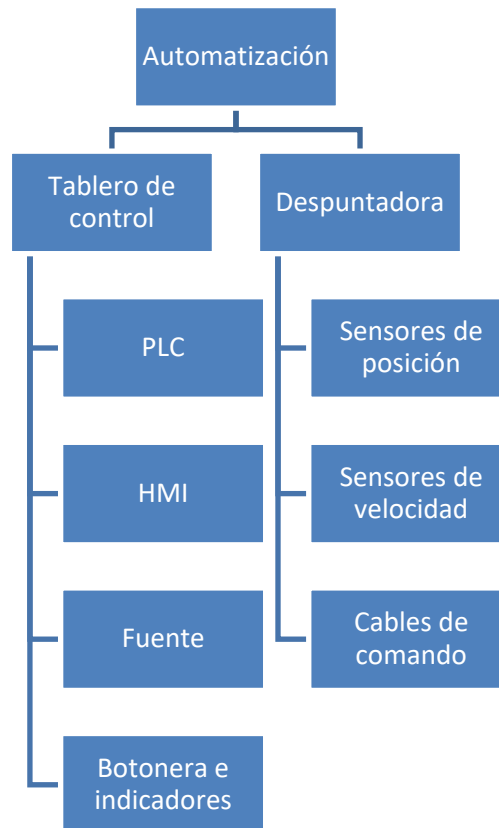 Automatización
Tablero de
control
Despuntadora
PLC
HMI
Fuente
Botonera e
indicadores
Sensores de
posición
Sensores de
velocidad
Cables de
comando